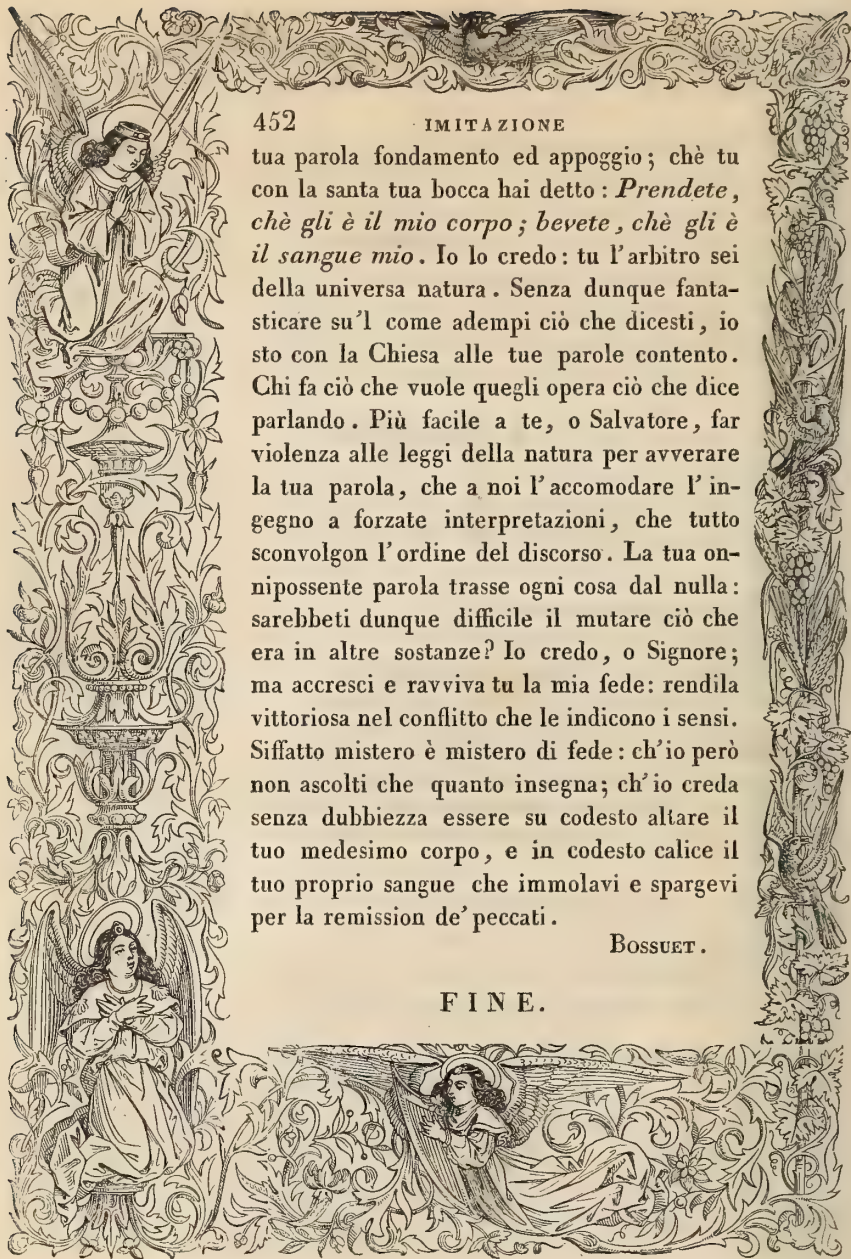 452 IMITAZIONE
tua parola fondamento ed appoggio ; chè tu
con la santa tua bocca hai detto : Prendete,
chè gli è il mio corpo ; bevete, chè gli è
il sangue mio. Io lo credo : tu l'arbitro sei
della universa natura. Senza dunque fanta-
sticare su'l come adempi ciò che dicesti, io
sto con la Chiesa alle tue parole contento.
Chi fa ciò che vuole quegli opera ciò che dice
parlando. Più facile a te, o Salvatore, far
violenza alle leggi della natura per avverare
la tua parola, che a noi l'accomodare l'in-
gegno a forzate interpretazioni, che tutto
sconvolgon l'ordine del discorso. La tua on-
nipossente parola trasse ogni cosa dal nulla :
sarebbeti dunque difficile il mutare ciò che
era in altre sostanze? Io credo, o Signore;
ma accresci e ravviva tu la mia fede : rendila
vittoriosa nel conflitto che le indicono i sensi.
Siffatto mistero è mistero di fede : ch'io però
non ascolti che quanto insegna; ch'io creda
senza dubbiezza essere su codesto altare il
tuo medesimo corpo, e in codesto calice il
tuo proprio sangue che immolavi e spargevi
per la remission de' peccati.
BOSSUET.
FINE.